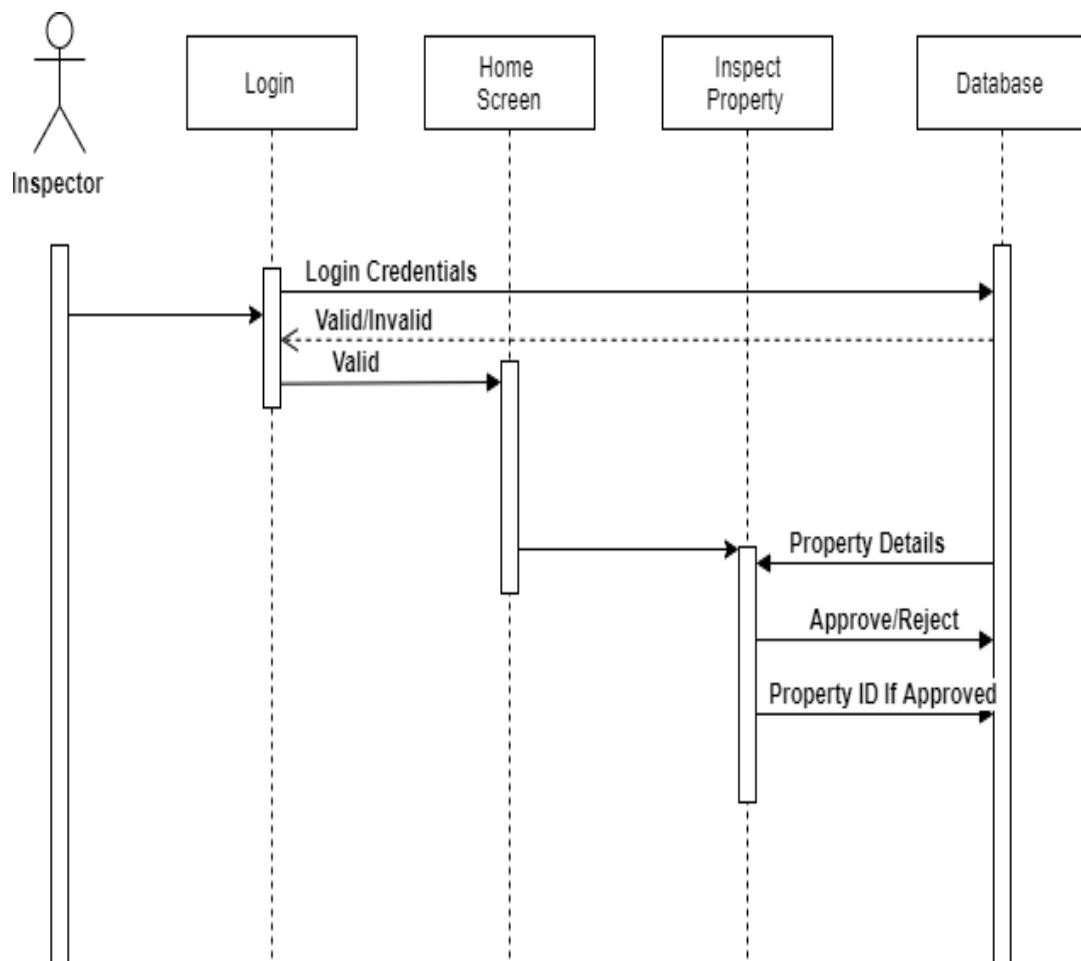 Login
Home
Screen
Inspect
Property
Database
Inspector
Login Credentials
Valid/Invalid
Valid
Property Details
Approve/Reject
Property ID If Approved